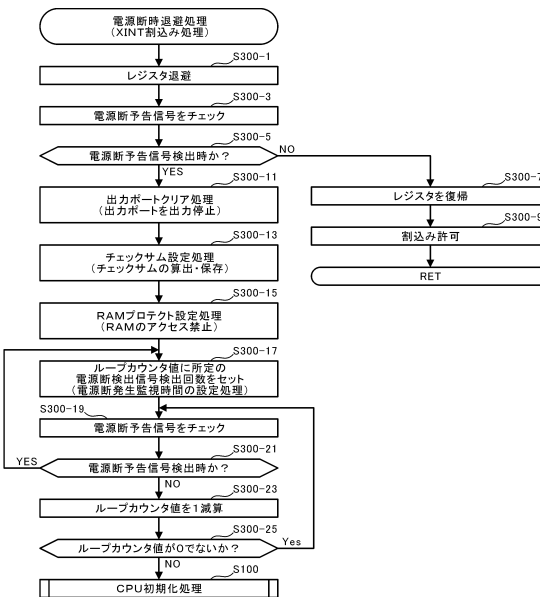 電源断時退避処理
(XINT割込み処理)
S300-1
レジスタ退避
S300-3
電源断予告信号をチェック
S300-5
電源断予告信号検出時か？
NO
YES
S300-7
レジスタを復帰
S300-9
割込み許可
RET
S300-11
出力ポートクリア処理
(出力ポートを出力停止)
S300-13
チェックサム設定処理
(チェックサムの算出・保存)
S300-15
RAMプロテクト設定処理
(RAMのアクセス禁止)
S300-17
ループカウンタ値に所定の
電源断検出信号検出回数をセット
(電源断発生監視時間の設定処理)
S300-19
電源断予告信号をチェック
S300-21
YES
電源断予告信号検出時か？
NO
S300-23
ループカウンタ値を1減算
S300-25
ループカウンタ値が0でないか？
Yes
NO
S100
CPU初期化処理